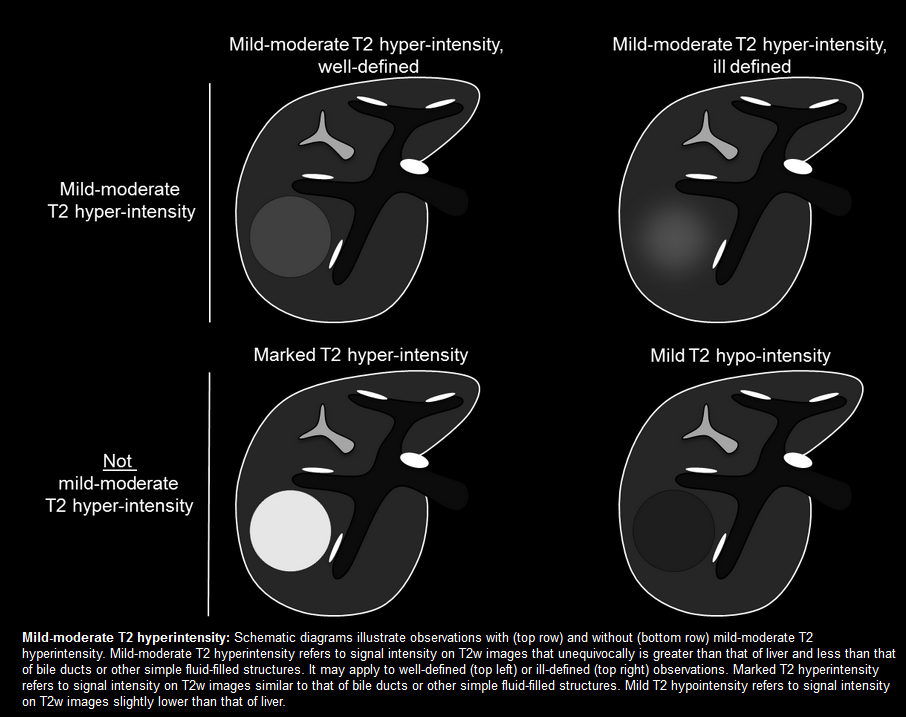 Mild-moderate T2 hyper-intensity,
well-defined
Mild-moderate T2 hyper-intensity,
ill defined
Mild-moderate
T2 hyper-intensity
Marked T2 hyper-intensity
Mild T2 hypo-intensity
Not
mild-moderate
T2 hyper-intensity
Mild-moderate T2 hyperintensity: Schematic diagrams illustrate observations with (top row) and without (bottom row) mild-moderate T2
hyperintensity. Mild-moderate T2 hyperintensity refers to signal intensity on T2w images that unequivocally is greater than that of liver and less than that
of bile ducts or other simple fluid-filled structures. It may apply to well-defined (top left) or ill-defined (top right) observations. Marked T2 hyperintensity
refers to signal intensity on T2w images similar to that of bile ducts or other simple fluid-filled structures. Mild T2 hypointensity refers to signal intensity
on T2w images slightly lower than that of liver.